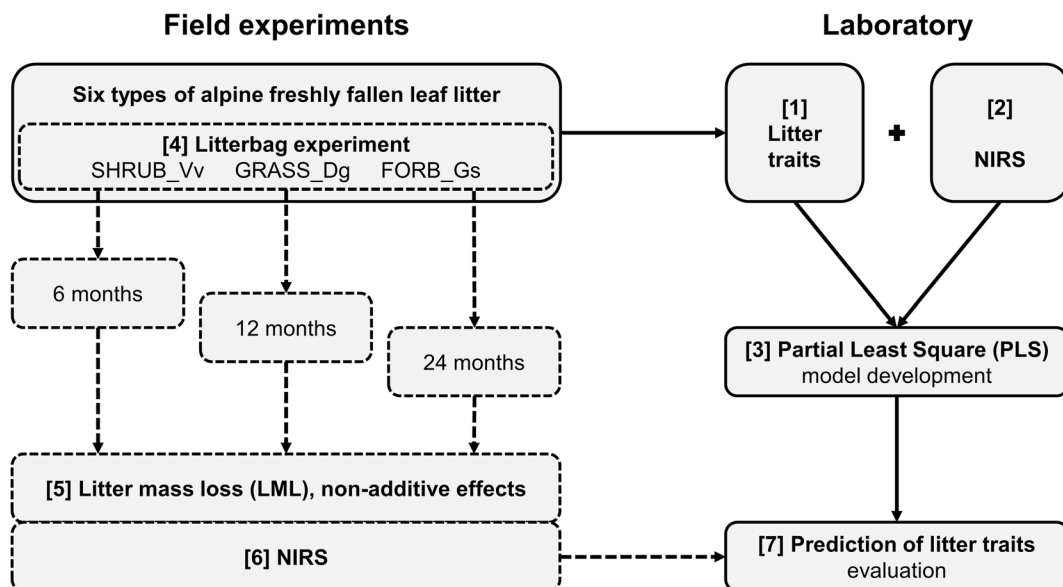 Field experiments
Laboratory
Six types of alpine freshly fallen leaf litter
[4] Litterbag experiment
SHRUB_Vv GRASS_Dg FORB_Gs
[1]
Litter
traits
+
[2]
NIRS
6 months
12 months
24 months
[3] Partial Least Square (PLS)
model development
[5] Litter mass loss (LML), non-additive effects
[6] NIRS
[7] Prediction of litter traits
evaluation